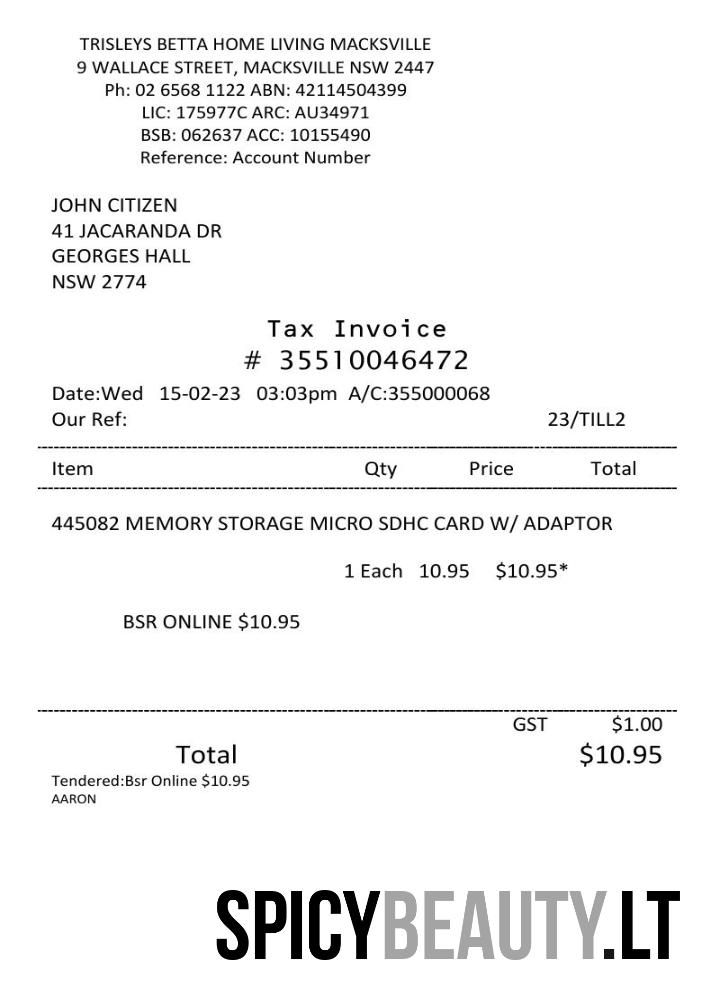 TRISLEYS BETTA HOME LIVING MACKSVILLE
9 WALLACE STREET, MACKSVILLE NSW 2447
Ph: 02 6568 1122 ABN: 42114504399
LIC: 175977C ARC: AU34971
BSB: 062637 ACC: 10155490
Reference: Account Number
JOHN CITIZEN
41 JACARANDA DR
GEORGES HALL
NSW 2774
Tax Invoice
# 35510046472
Date:Wed 15-02-23 03:03pm A/C:355000068
Our Ref: 23/TILL2
Item Qty Price Total
445082 MEMORY STORAGE MICRO SDHC CARD W/ ADAPTOR
1 Each 10.95 $10.95*
BSR ONLINE $10.95
GST $1.00
Total $10.95
Tendered:Bsr Online $10.95
AARON
SPICYBEAUTY.LT